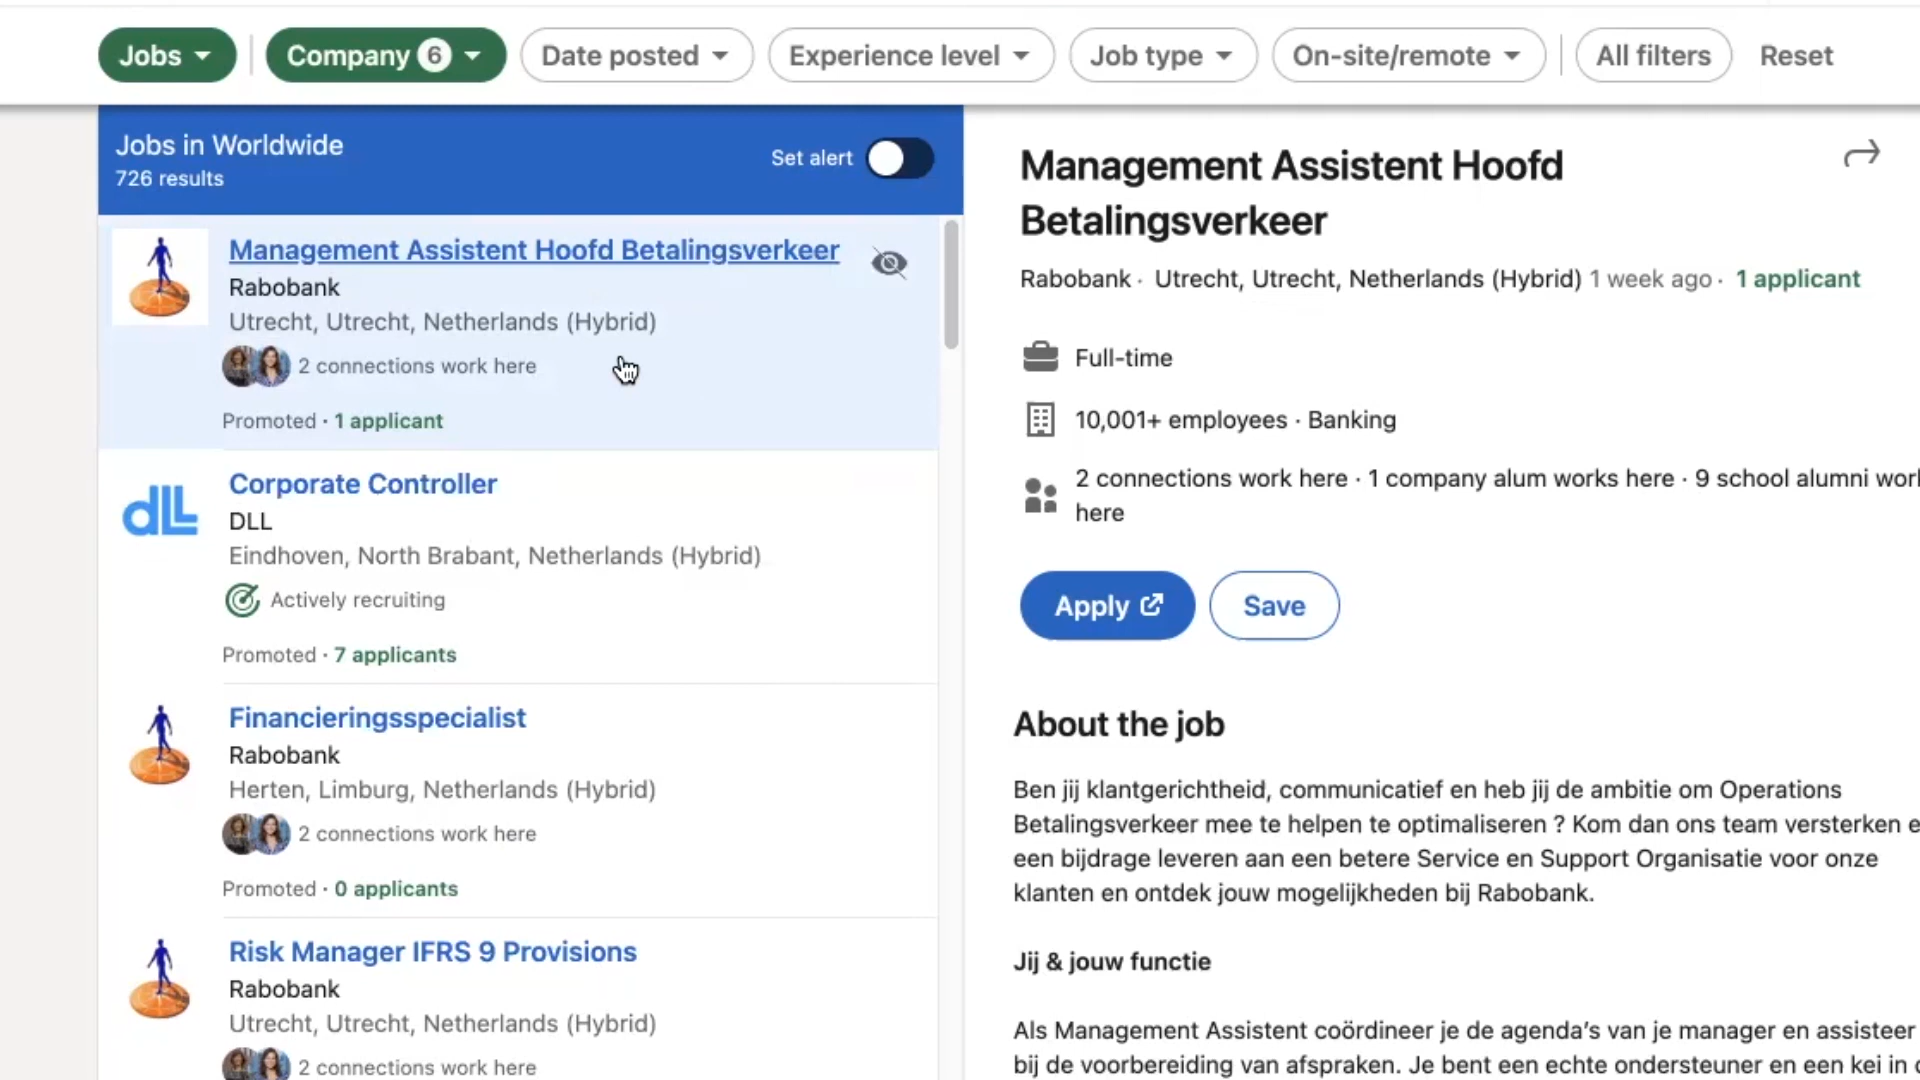 Jobs
Company 6
Date posted
Experience level
Job type
On-site/remote
All filters
Reset
Jobs in Worldwide
726 results
Set alert
Management Assistent Hoofd Betalingsverkeer
Rabobank
Utrecht, Utrecht, Netherlands (Hybrid)
2 connections work here
Promoted · 1 applicant
dLL
Corporate Controller
DLL
Eindhoven, North Brabant, Netherlands (Hybrid)
Actively recruiting
Promoted · 7 applicants
Financieringsspecialist
Rabobank
Herten, Limburg, Netherlands (Hybrid)
2 connections work here
Promoted · 0 applicants
Risk Manager IFRS 9 Provisions
Rabobank
Utrecht, Utrecht, Netherlands (Hybrid)
2 connections work here
Management Assistent Hoofd
Betalingsverkeer
Rabobank · Utrecht, Utrecht, Netherlands (Hybrid) 1 week ago · 1 applicant
Full-time
10,001+ employees · Banking
2 connections work here · 1 company alum works here · 9 school alumni
here
Apply
Save
About the job
Ben jij klantgerichtheid, communicatief en heb jij de ambitie om Operations
Betalingsverkeer mee te helpen te optimaliseren ? Kom dan ons team versterken
een bijdrage leveren aan een betere Service en Support Organisatie voor onze
klanten en ontdek jouw mogelijkheden bij Rabobank.
Jij & jouw functie
Als Management Assistent coördineer je de agenda's van je manager en assisteer
bij de voorbereiding van afspraken. Je bent een echte ondersteuner en een kei in